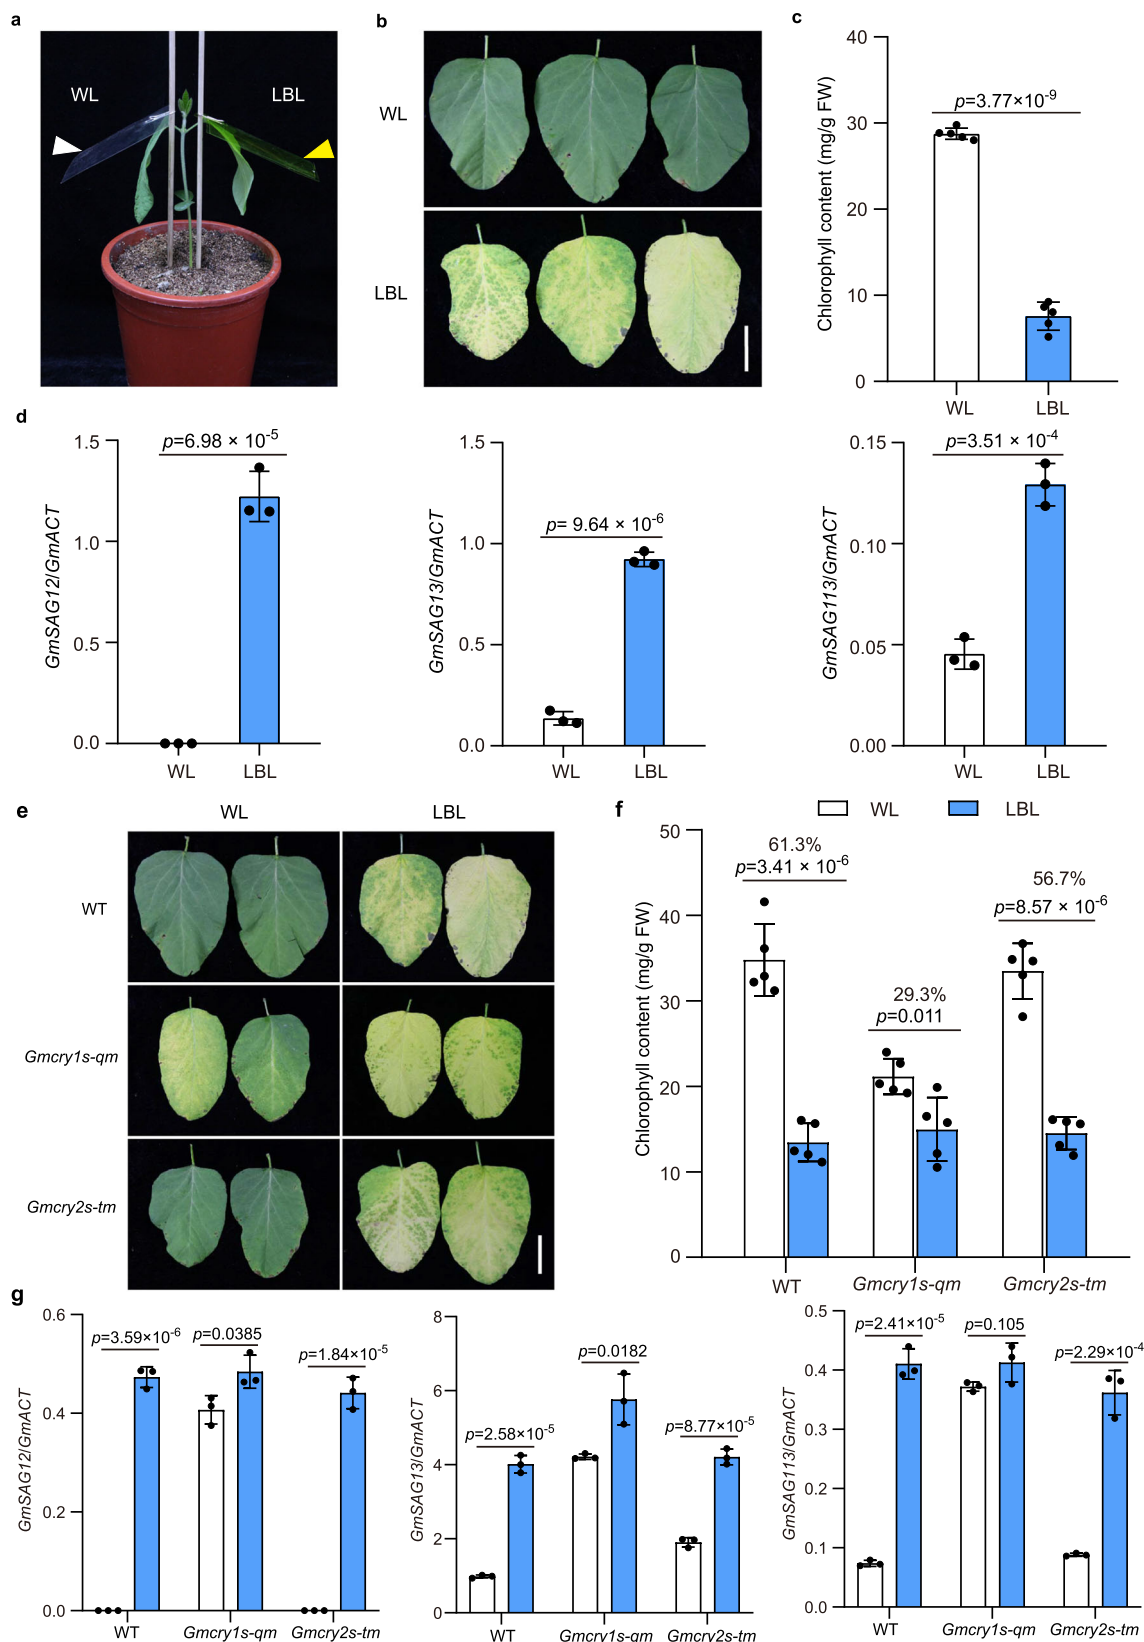 a
WL
LBL
b
WL
LBL
c
Chlorophyll content (mg/g FW)
40
30
20
10
0
p=3.77×10-9
WL
LBL
d
GmSAG12/GmACT
1.5
1.0
0.5
0.0
p=6.98 × 10-5
WL
LBL
GmSAG13/GmACT
1.5
1.0
0.5
0.0
p= 9.64 × 10-6
WL
LBL
GmSAG113/GmACT
0.15
0.10
0.05
0.00
p=3.51 × 10-4
WL
LBL
e
WL
LBL
WT
Gmcry1s-qm
Gmcry2s-tm
f
WL
LBL
Chlorophyll content (mg/g FW)
50
40
30
20
10
0
61.3%
p=3.41 × 10-6
29.3%
p=0.011
56.7%
p=8.57 × 10-6
WT
Gmcry1s-qm
Gmcry2s-tm
g
GmSAG12/GmACT
0.6
0.4
0.2
0.0
p=3.59×10-6
p=0.0385
p=1.84×10-5
WT
Gmcry1s-qm
Gmcry2s-tm
GmSAG13/GmACT
8
6
4
2
0
p=2.58×10-5
p=0.0182
p=8.77×10-5
WT
Gmcry1s-qm
Gmcry2s-tm
GmSAG113/GmACT
0.5
0.4
0.3
0.2
0.1
0.0
p=2.41×10-5
p=0.105
p=2.29×10-4
WT
Gmcry1s-qm
Gmcry2s-tm